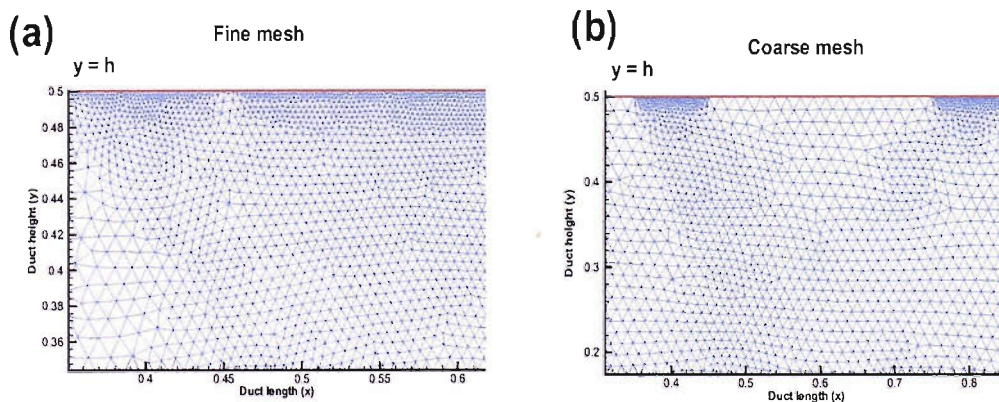 (a)
Fine mesh
y = h
0.5
0.48
0.46
0.44
0.42
0.4
0.38
0.36
Duct height (y)
0.4
0.45
0.5
0.55
0.6
Duct length (x)
(b)
Coarse mesh
y = h
0.5
0.4
0.3
0.2
Duct height (y)
0.4
0.5
0.6
0.7
0.8
Duct length (x)